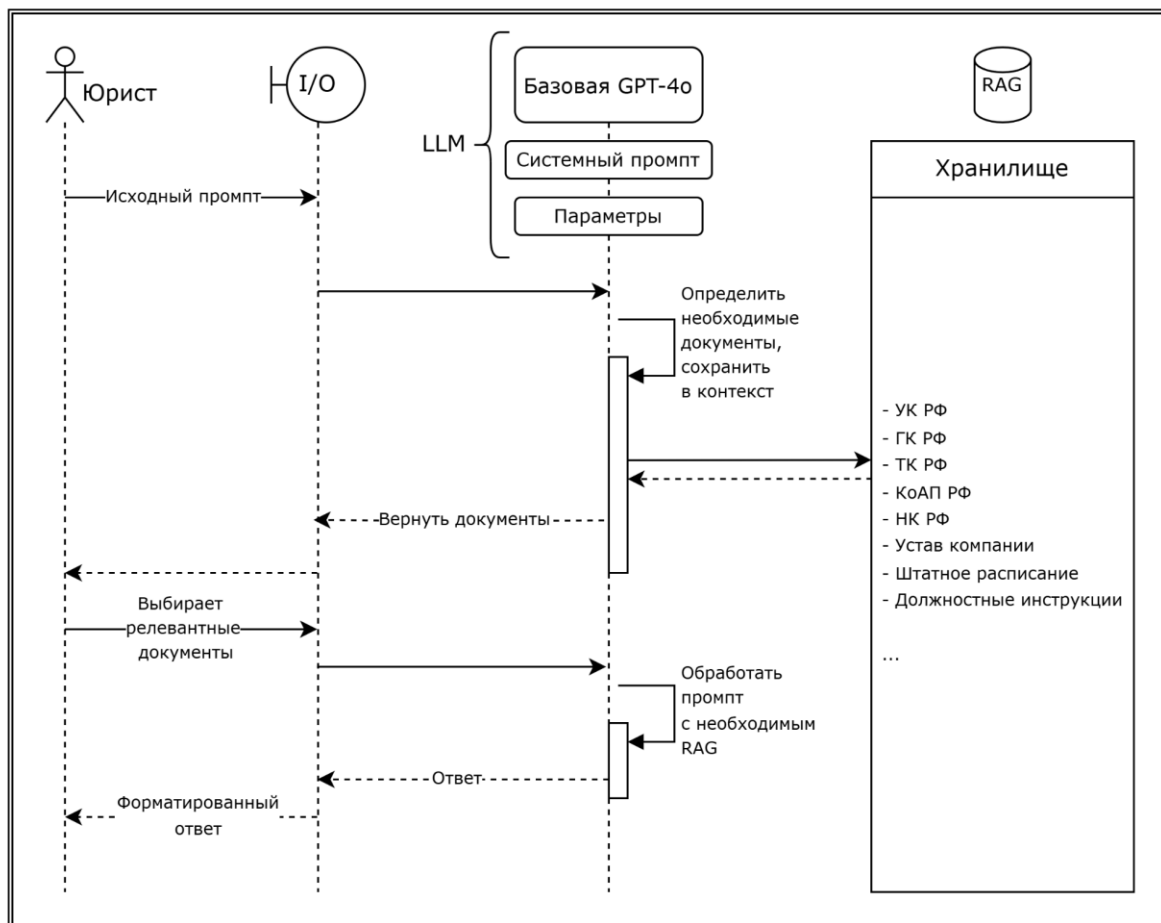 Юрист
I/O
LLM
Базовая GPT-4o
Системный промпт
Параметры
RAG
Хранилище
Исходный промпт
Определить
необходимые
документы,
сохранить
в контекст
- УК РФ
- ГК РФ
- ТК РФ
- КоАП РФ
- НК РФ
- Устав компании
- Штатное расписание
- Должностные инструкции
...
Вернуть документы
Выбирает
релевантные
документы
Обработать
промпт
с необходимым
RAG
Ответ
Форматированный
ответ